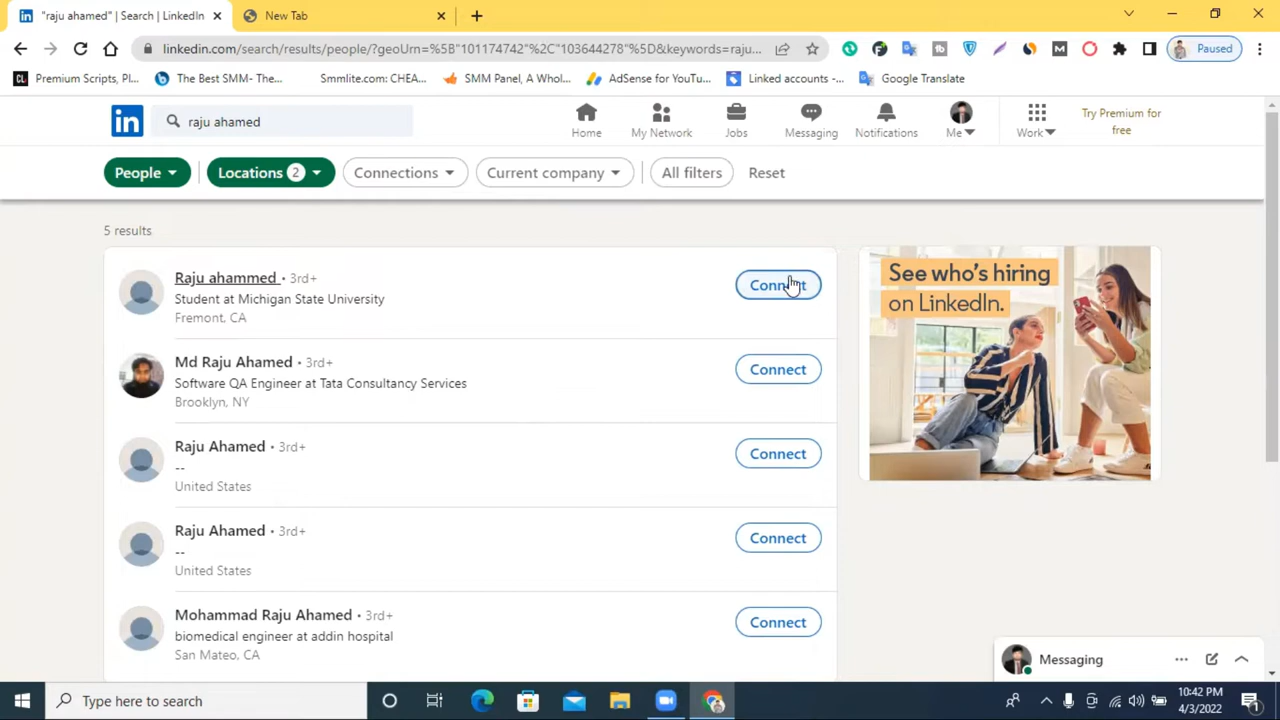 "raju ahamed" | Search | LinkedIn
New Tab
linkedin.com/search/results/people/?geoUrn=%5B"101174742"%2C"103644278"%5D&keywords=raju...
Paused
Premium Scripts, Pl...
The Best SMM- The...
Smmlite.com: CHEA...
SMM Panel, A Whol...
AdSense for YouTu...
Linked accounts -...
Google Translate
in
raju ahamed
Home
My Network
Jobs
Messaging
Notifications
Me
Work
Try Premium for
free
People
Locations 2
Connections
Current company
All filters
Reset
5 results
Raju ahammed • 3rd+
Student at Michigan State University
Fremont, CA
Connect
Md Raju Ahamed • 3rd+
Software QA Engineer at Tata Consultancy Services
Brooklyn, NY
Connect
Raju Ahamed • 3rd+
--
United States
Connect
Raju Ahamed • 3rd+
--
United States
Connect
Mohammad Raju Ahamed • 3rd+
biomedical engineer at addin hospital
San Mateo, CA
Connect
See who's hiring
on LinkedIn.
Messaging
Type here to search
10:42 PM
4/3/2022
1